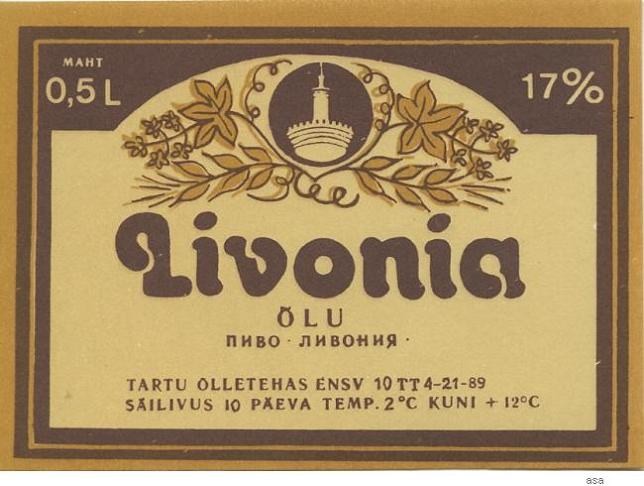 MAHT
0,5 L
17%
Livonia
ÕLU
ПИВО · ЛИВОНИЯ ·
TARTU ÕLLETEHAS ENSV 10 TT 4-21-89
SÄILIVUS 10 PÄEVA TEMP. 2°C KUNI + 12°C
asa